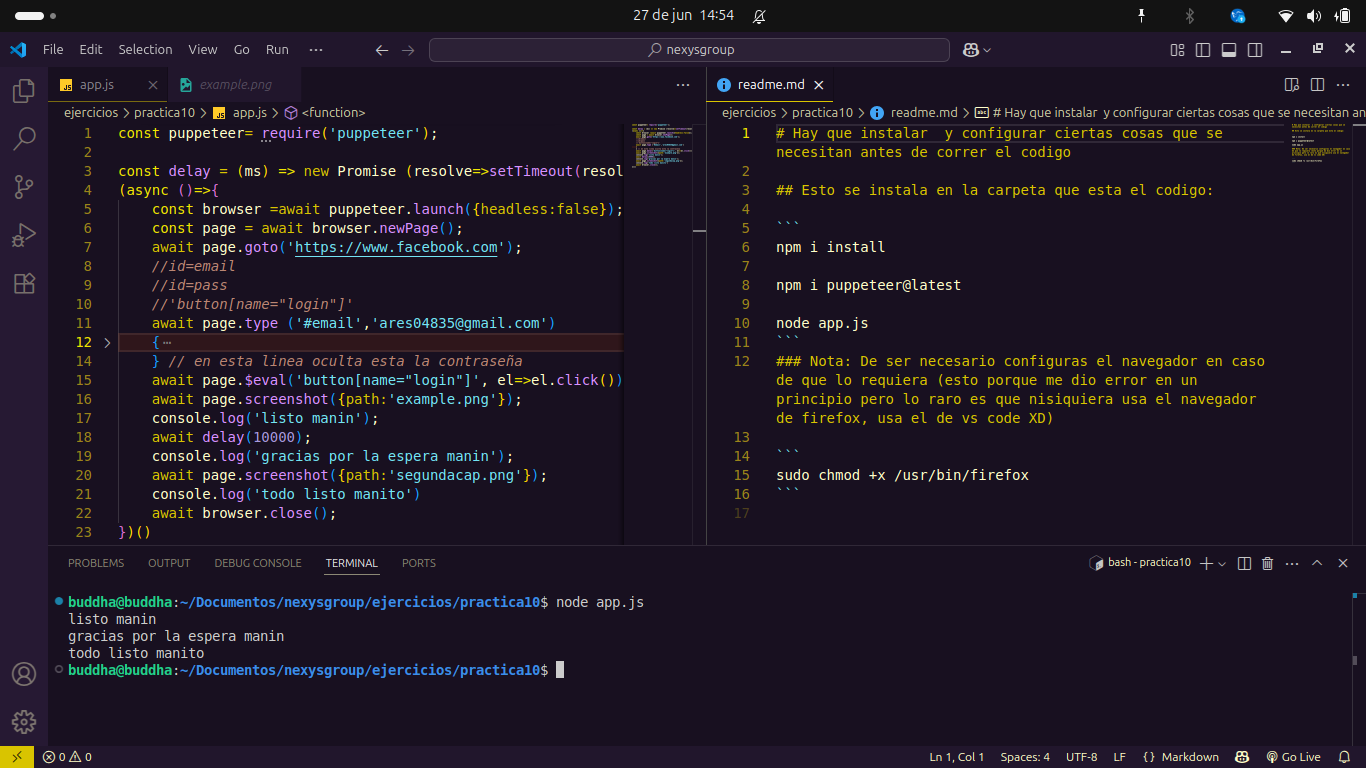 27 de jun 14:54
File Edit Selection View Go Run ···
nexysgroup
app.js
example.png
ejercicios > practica10 > JS app.js > <function>
1 const puppeteer= require('puppeteer');
2
3 const delay = (ms) => new Promise (resolve=>setTimeout(resol
4 (async ()=>{
5 const browser =await puppeteer.launch({headless:false});
6 const page = await browser.newPage();
7 await page.goto('https://www.facebook.com');
8 //id=email
9 //id=pass
10 //'button[name="login"]'
11 await page.type ('#email','ares04835@gmail.com')
12 {···
14 } // en esta linea oculta esta la contraseña
15 await page.$eval('button[name="login"]', el=>el.click())
16 await page.screenshot({path:'example.png'});
17 console.log('listo manin');
18 await delay(10000);
19 console.log('gracias por la espera manin');
20 await page.screenshot({path:'segundacap.png'});
21 console.log('todo listo manito')
22 await browser.close();
23 })()
readme.md
ejercicios > practica10 > readme.md > # Hay que instalar y configurar ciertas cosas que se necesitan an
1 # Hay que instalar  y configurar ciertas cosas que se
necesitan antes de correr el codigo
2
3 ## Esto se instala en la carpeta que esta el codigo:
4
5 ```
6 npm i install
7
8 npm i puppeteer@latest
9
10 node app.js
11 ```
12 ### Nota: De ser necesario configuras el navegador en caso
de que lo requiera (esto porque me dio error en un
principio pero lo raro es que nisiquiera usa el navegador
de firefox, usa el de vs code XD)
13
14 ```
15 sudo chmod +x /usr/bin/firefox
16 ```
17
PROBLEMS OUTPUT DEBUG CONSOLE TERMINAL PORTS
bash - practica10
buddha@buddha:~/Documentos/nexysgroup/ejercicios/practica10$ node app.js
listo manin
gracias por la espera manin
todo listo manito
buddha@buddha:~/Documentos/nexysgroup/ejercicios/practica10$
0 0
Ln 1, Col 1 Spaces: 4 UTF-8 LF {} Markdown Go Live